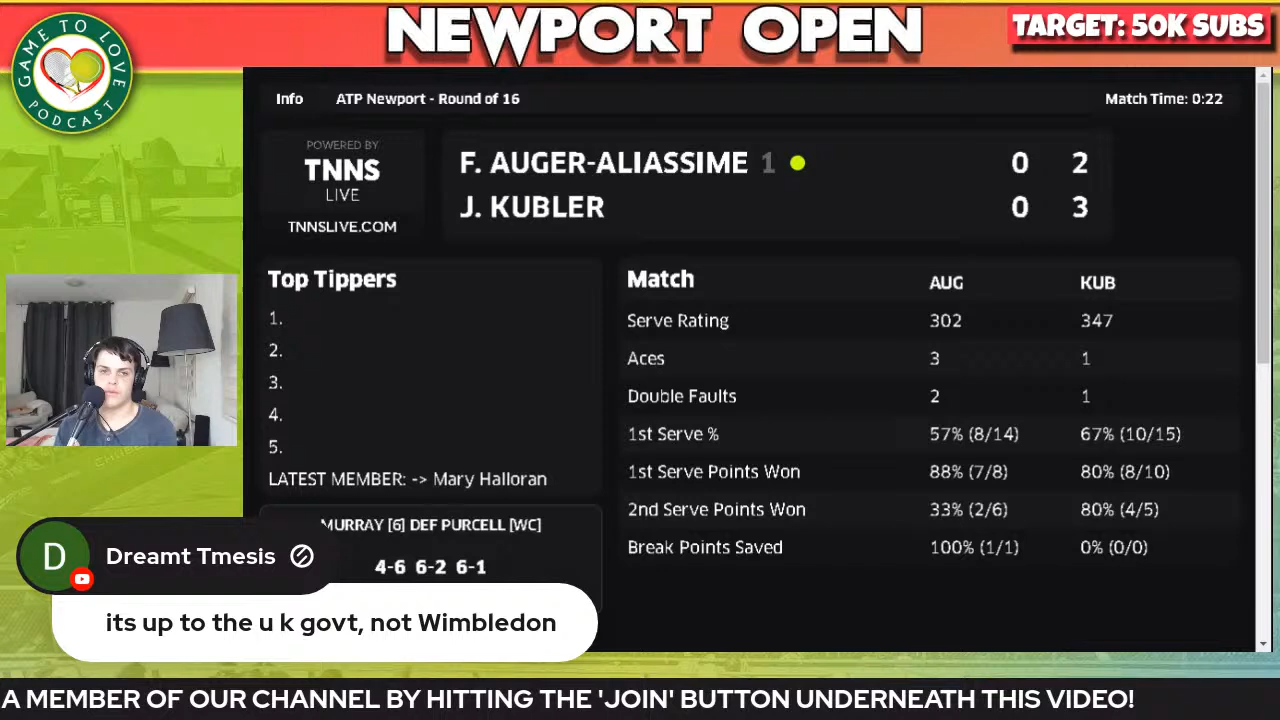 GAME TO LOVE
PODCAST
NEWPORT OPEN
TARGET: 50K SUBS
Info ATP Newport - Round of 16 Match Time: 0:22
POWERED BY
TNNS
LIVE
TNNSLIVE.COM
F. AUGER-ALIASSIME 1 0 2
J. KUBLER 0 3
Top Tippers
1.
2.
3.
4.
5.
LATEST MEMBER: -> Mary Halloran
MURRAY [6] DEF PURCELL [WC]
4-6 6-2 6-1
Match AUG KUB
Serve Rating 302 347
Aces 3 1
Double Faults 2 1
1st Serve % 57% (8/14) 67% (10/15)
1st Serve Points Won 88% (7/8) 80% (8/10)
2nd Serve Points Won 33% (2/6) 80% (4/5)
Break Points Saved 100% (1/1) 0% (0/0)
D
Dreamt Tmesis
its up to the u k govt, not Wimbledon
A MEMBER OF OUR CHANNEL BY HITTING THE 'JOIN' BUTTON UNDERNEATH THIS VIDEO!